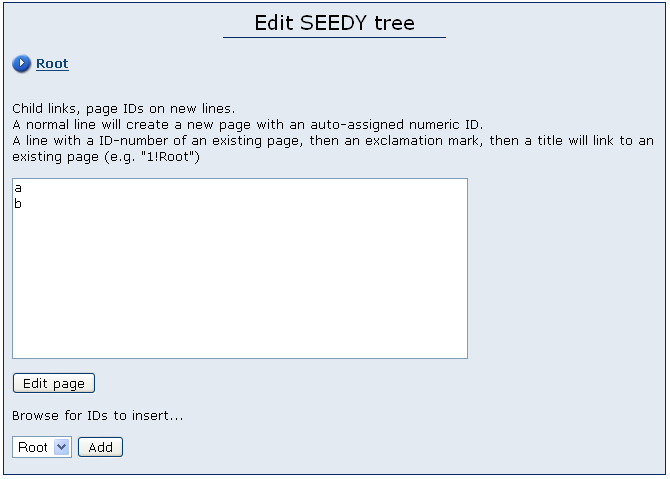 Edit SEEDY tree
Root
Child links, page IDs on new lines.
A normal line will create a new page with an auto-assigned numeric ID.
A line with a ID-number of an existing page, then an exclamation mark, then a title will link to an
existing page (e.g. "1!Root")
a
b
Edit page
Browse for IDs to insert...
Root Add